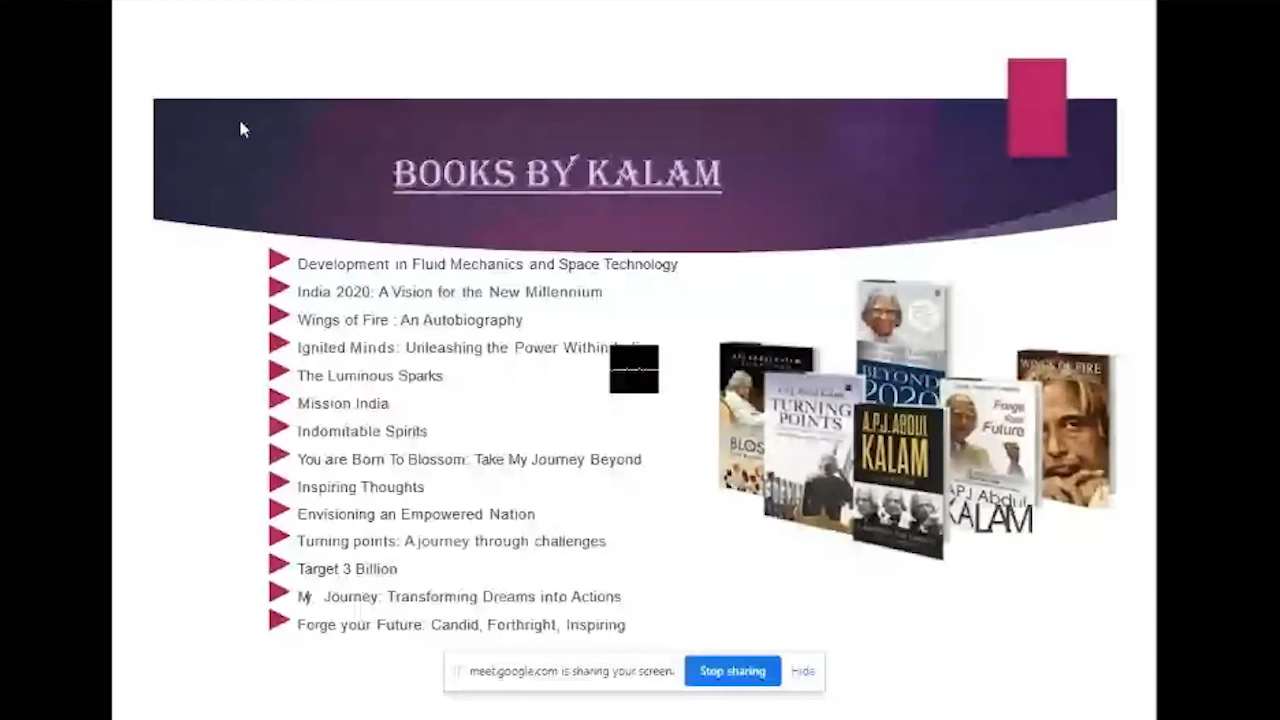 BOOKS BY KALAM
Development in Fluid Mechanics and Space Technology
India 2020: A Vision for the New Millennium
Wings of Fire : An Autobiography
Ignited Minds: Unleashing the Power Within
The Luminous Sparks
Mission India
Indomitable Spirits
You are Born To Blossom: Take My Journey Beyond
Inspiring Thoughts
Envisioning an Empowered Nation
Turning points: A journey through challenges
Target 3 Billion
My Journey: Transforming Dreams into Actions
Forge your Future: Candid, Forthright, Inspiring
BEYOND
2020
WINGS OF FIRE
TURNING
POINTS
A.P.J. ABDUL
KALAM
Forge
your
Future
APJ Abdul
KALAM
meet.google.com is sharing your screen.
Stop sharing
Hide